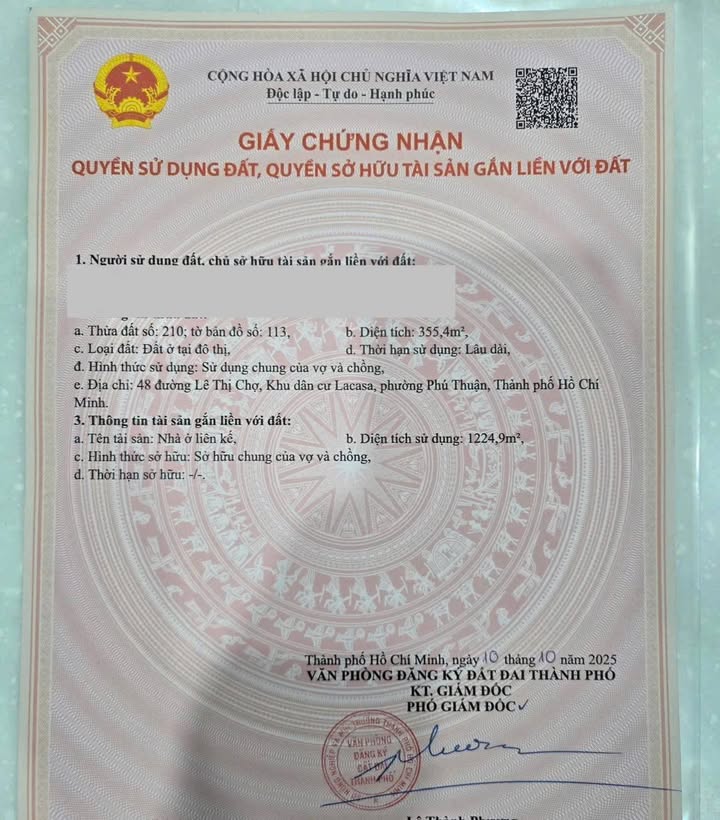 CỘNG HÒA XÃ HỘI CHỦ NGHĨA VIỆT NAM
Độc lập - Tự do - Hạnh phúc
GIẤY CHỨNG NHẬN
QUYỀN SỬ DỤNG ĐẤT, QUYỀN SỞ HỮU TÀI SẢN GẮN LIỀN VỚI ĐẤT
1. Người sử dụng đất, chủ sở hữu tài sản gắn liền với đất:
a. Thửa đất số: 210; tờ bản đồ số: 113, b. Diện tích: 355,4m²,
c. Loại đất: Đất ở tại đô thị, d. Thời hạn sử dụng: Lâu dài,
đ. Hình thức sử dụng: Sử dụng chung của vợ và chồng,
e. Địa chỉ: 48 đường Lê Thị Chợ, Khu dân cư Lacasa, phường Phú Thuận, Thành phố Hồ Chí
Minh.
3. Thông tin tài sản gắn liền với đất:
a. Tên tài sản: Nhà ở liên kế, b. Diện tích sử dụng: 1224,9m²,
c. Hình thức sở hữu: Sở hữu chung của vợ và chồng,
d. Thời hạn sở hữu: -/-.
Thành phố Hồ Chí Minh, ngày 10 tháng 10 năm 2025
VĂN PHÒNG ĐĂNG KÝ ĐẤT ĐAI THÀNH PHỐ
KT. GIÁM ĐỐC
PHÓ GIÁM ĐỐC
VĂN PHÒNG
ĐĂNG KÝ
ĐẤT ĐAI
THÀNH PHỐ